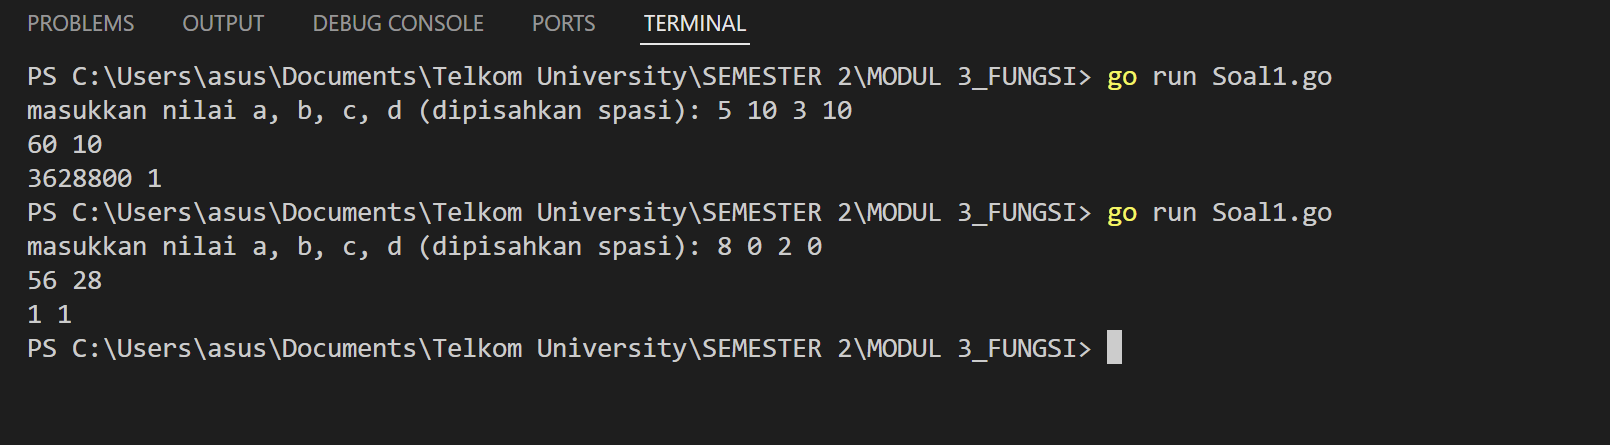 PROBLEMS OUTPUT DEBUG CONSOLE PORTS TERMINAL
PS C:\Users\asus\Documents\Telkom University\SEMESTER 2\MODUL 3_FUNGSI> go run Soal1.go
masukkan nilai a, b, c, d (dipisahkan spasi): 5 10 3 10
60 10
3628800 1
PS C:\Users\asus\Documents\Telkom University\SEMESTER 2\MODUL 3_FUNGSI> go run Soal1.go
masukkan nilai a, b, c, d (dipisahkan spasi): 8 0 2 0
56 28
1 1
PS C:\Users\asus\Documents\Telkom University\SEMESTER 2\MODUL 3_FUNGSI>